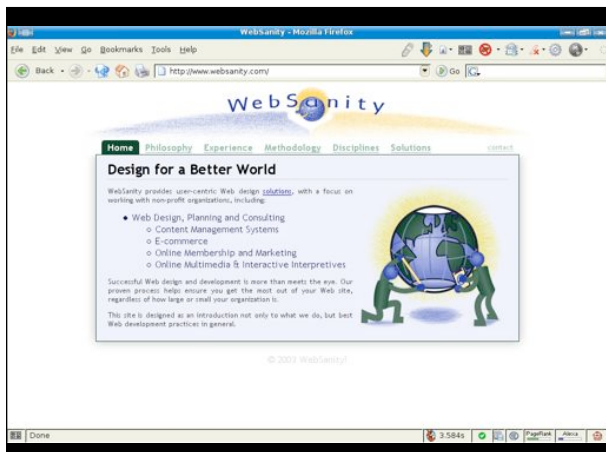 WebSanity - Mozilla Firefox
File Edit View Go Bookmarks Tools Help
Back http://www.websanity.com/ Go G
WebSanity
Home Philosophy Experience Methodology Disciplines Solutions contact
Design for a Better World
WebSanity provides user-centric Web design solutions, with a focus on
working with non-profit organizations, including:
Web Design, Planning and Consulting
Content Management Systems
E-commerce
Online Membership and Marketing
Online Multimedia & Interactive Interpretives
Successful Web design and development is more than meets the eye. Our
proven process helps ensure you get the most out of your Web site,
regardless of how large or small your organization is.
This site is designed as an introduction not only to what we do, but best
Web development practices in general.
© 2003 WebSanity!
Done 3.584s PageRank Alexa